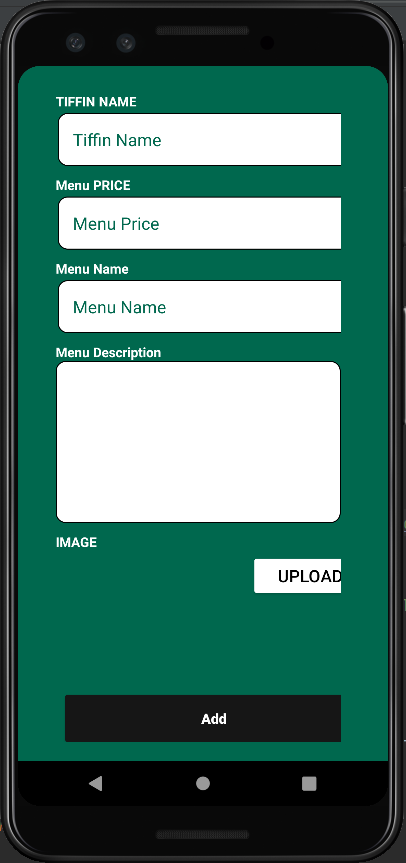 TIFFIN NAME
Tiffin Name
Menu PRICE
Menu Price
Menu Name
Menu Name
Menu Description
IMAGE
UPLOAD
Add